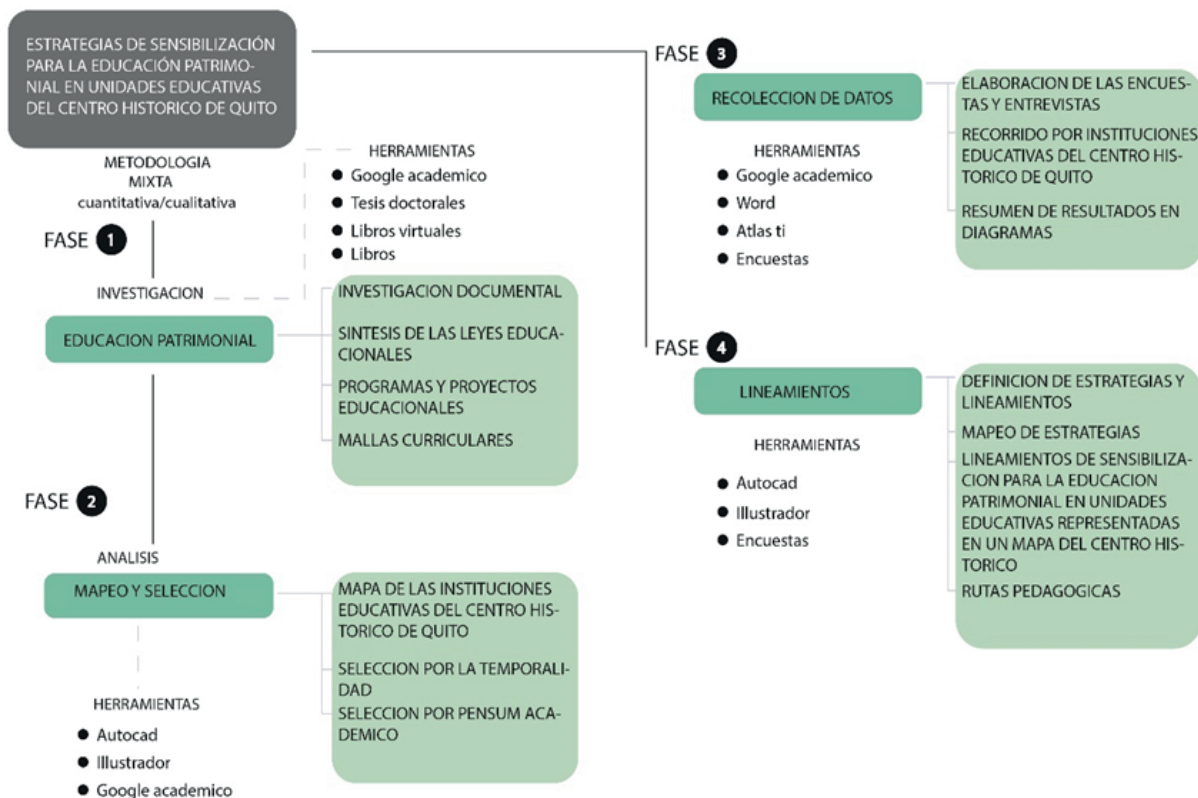 ESTRATEGIAS DE SENSIBILIZACIÓN
PARA LA EDUCACIÓN PATRIMO-
NIAL EN UNIDADES EDUCATIVAS
DEL CENTRO HISTORICO DE QUITO
METODOLOGIA
MIXTA
cuantitativa/cualitativa
FASE 1
INVESTIGACION
EDUCACION PATRIMONIAL
HERRAMIENTAS
● Google academico
● Tesis doctorales
● Libros virtuales
● Libros
INVESTIGACION DOCUMENTAL
SINTESIS DE LAS LEYES EDUCA-
CIONALES
PROGRAMAS Y PROYECTOS
EDUCACIONALES
MALLAS CURRICULARES
FASE 2
ANALISIS
MAPEO Y SELECCION
HERRAMIENTAS
● Autocad
● Illustrador
● Google academico
MAPA DE LAS INSTITUCIONES
EDUCATIVAS DEL CENTRO HIS-
TORICO DE QUITO
SELECCION POR LA TEMPORALI-
DAD
SELECCION POR PENSUM ACA-
DEMICO
FASE 3
RECOLECCION DE DATOS
HERRAMIENTAS
● Google academico
● Word
● Atlas ti
● Encuestas
ELABORACION DE LAS ENCUES-
TAS Y ENTREVISTAS
RECORRIDO POR INSTITUCIONES
EDUCATIVAS DEL CENTRO HIS-
TORICO DE QUITO
RESUMEN DE RESULTADOS EN
DIAGRAMAS
FASE 4
LINEAMIENTOS
HERRAMIENTAS
● Autocad
● Illustrador
● Encuestas
DEFINICION DE ESTRATEGIAS Y
LINEAMIENTOS
MAPEO DE ESTRATEGIAS
LINEAMIENTOS DE SENSIBILIZA-
CION PARA LA EDUCACION
PATRIMONIAL EN UNIDADES
EDUCATIVAS REPRESENTADAS
EN UN MAPA DEL CENTRO HIS-
TORICO
RUTAS PEDAGOGICAS